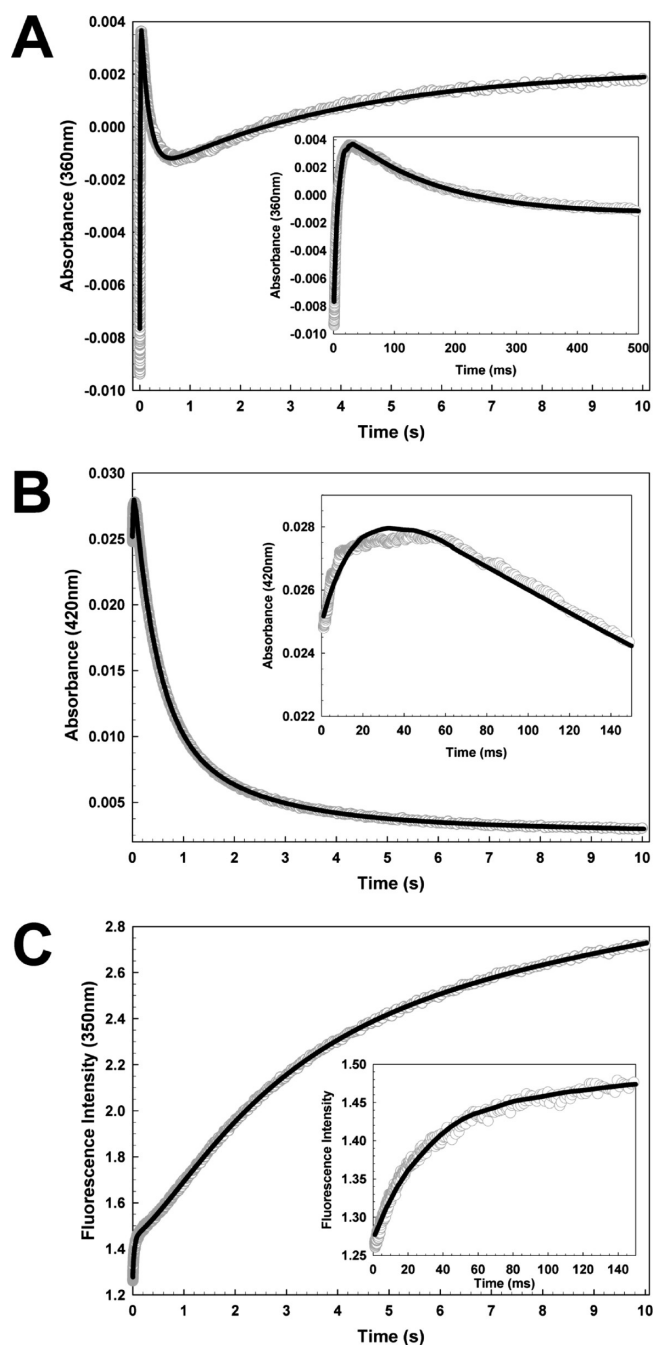 A
Absorbance (360nm)
0.004
0.002
0.000
-0.002
-0.004
-0.006
-0.008
-0.010
0 1 2 3 4 5 6 7 8 9 10
Time (s)
Absorbance (360nm)
0.004
0.002
0.000
-0.002
-0.004
-0.006
-0.008
-0.010
0 100 200 300 400 500
Time (ms)
B
Absorbance (420nm)
0.030
0.025
0.020
0.015
0.010
0.005
0 1 2 3 4 5 6 7 8 9 10
Time (s)
Absorbance (420nm)
0.028
0.026
0.024
0.022
0 20 40 60 80 100 120 140
Time (ms)
C
Fluorescence Intensity (350nm)
2.8
2.6
2.4
2.2
2.0
1.8
1.6
1.4
1.2
0 1 2 3 4 5 6 7 8 9 10
Time (s)
Fluorescence Intensity
1.50
1.45
1.40
1.35
1.30
1.25
0 20 40 60 80 100 120 140
Time (ms)